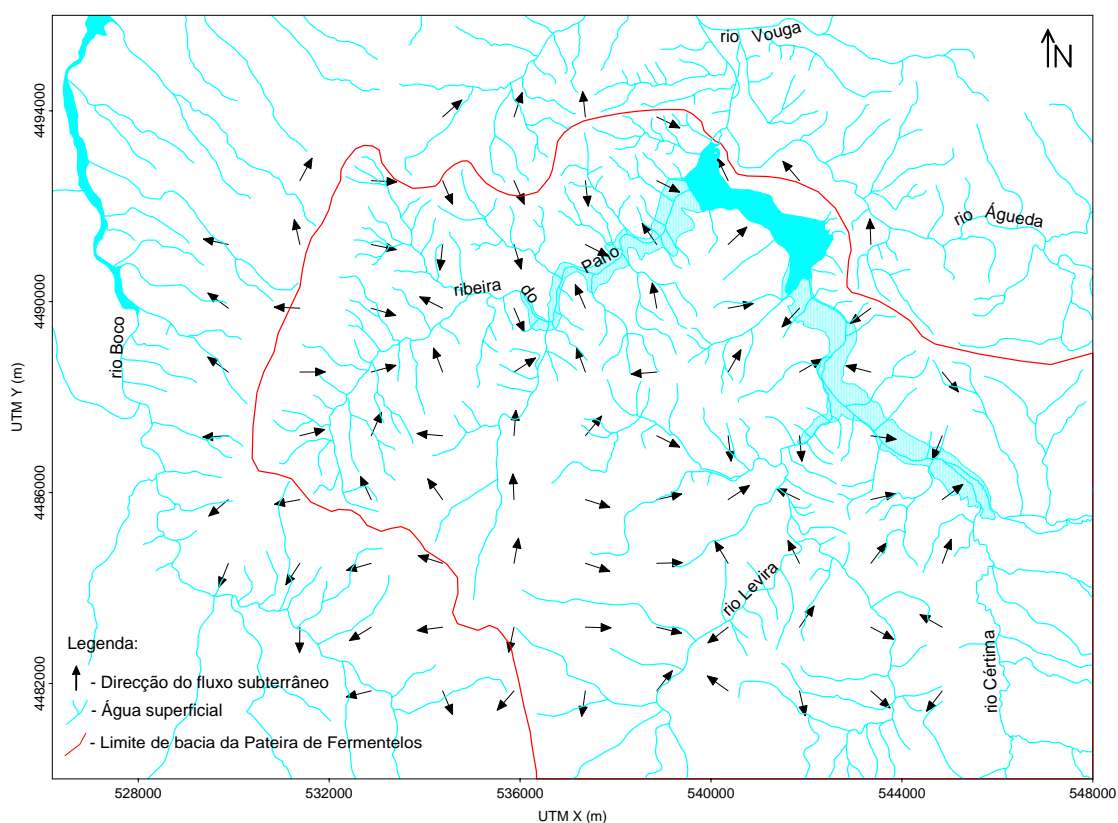 rio Vouga
N
4494000
rio Águeda
Pano
do
ribeira
4490000
rio Boco
UTM Y (m)
4486000
rio Levira
rio Cértima
Legenda:
- Direcção do fluxo subterrâneo
4482000
- Água superficial
- Limite de bacia da Pateira de Fermentelos
528000 532000 536000 540000 544000 548000
UTM X (m)